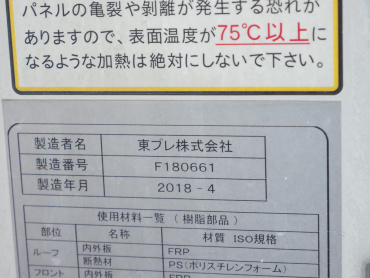 パネルの亀裂や剥離が発生する恐れが
ありますので、表面温度が75℃以上に
なるような加熱は絶対にしないで下さい。
製造者名 東プレ株式会社
製造番号 F180661
製造年月 2018-4
使用材料一覧（樹脂部品）
部位 名称 材質 ISO規格
ルーフ 内外板 FRP
断熱材 PS(ポリスチレンフォーム)
フロント 内外板 FRP